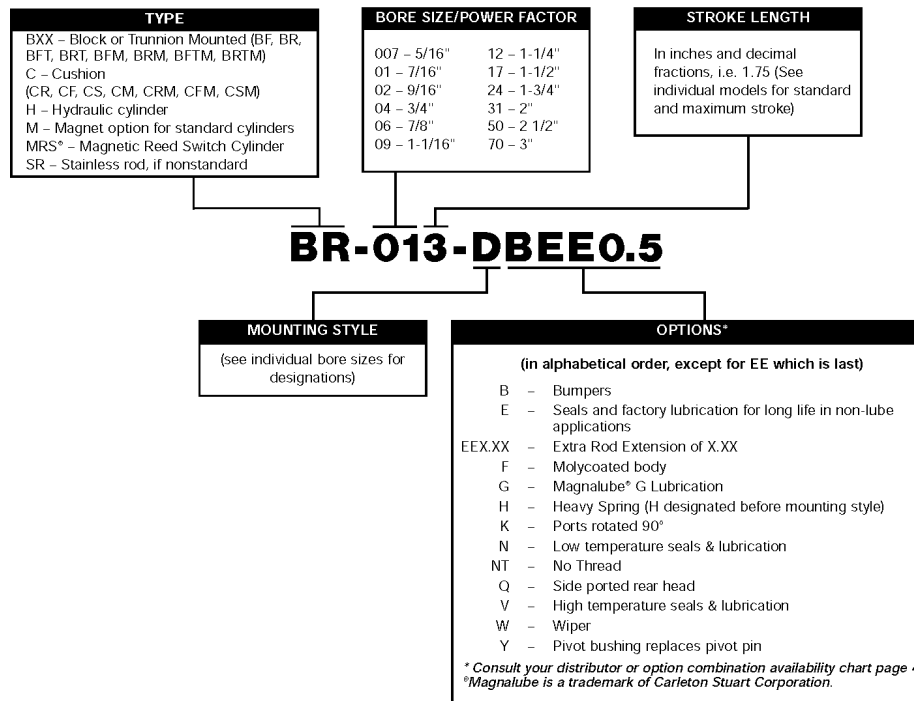 TYPE
BXX – Block or Trunnion Mounted (BF, BR,
BFT, BRT, BFM, BRM, BFTM, BRTM)
C – Cushion
(CR, CF, CS, CM, CRM, CFM, CSM)
H – Hydraulic cylinder
M – Magnet option for standard cylinders
MRS® – Magnetic Reed Switch Cylinder
SR – Stainless rod, if nonstandard
BORE SIZE/POWER FACTOR
007 – 5/16" 12 – 1-1/4"
01 – 7/16" 17 – 1-1/2"
02 – 9/16" 24 – 1-3/4"
04 – 3/4" 31 – 2"
06 – 7/8" 50 – 2 1/2"
09 – 1-1/16" 70 – 3"
STROKE LENGTH
In inches and decimal
fractions, i.e. 1.75 (See
individual models for standard
and maximum stroke)
BR-013-DBEE0.5
MOUNTING STYLE
(see individual bore sizes for
designations)
OPTIONS*
(in alphabetical order, except for EE which is last)
B – Bumpers
E – Seals and factory lubrication for long life in non-lube
applications
EEX.XX – Extra Rod Extension of X.XX
F – Molycoated body
G – Magnalube® G Lubrication
H – Heavy Spring (H designated before mounting style)
K – Ports rotated 90°
N – Low temperature seals & lubrication
NT – No Thread
Q – Side ported rear head
V – High temperature seals & lubrication
W – Wiper
Y – Pivot bushing replaces pivot pin
* Consult your distributor or option combination availability chart page
®Magnalube is a trademark of Carleton Stuart Corporation.